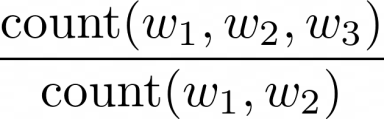 count(w₁, w₂, w₃)
count(w₁, w₂)